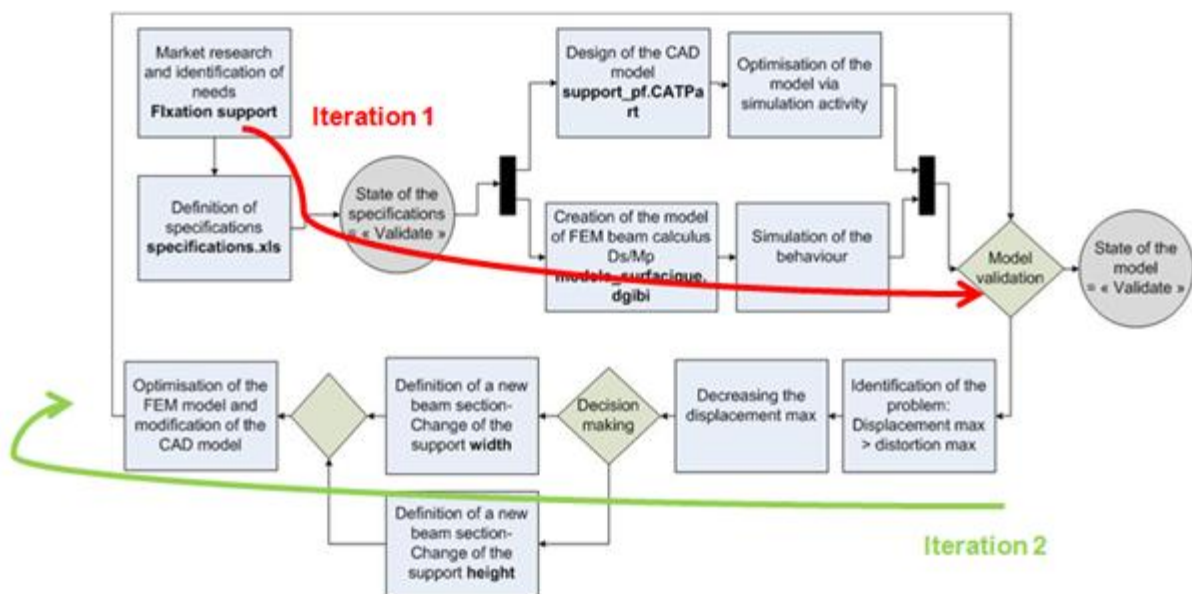 Market research
and identification of
needs
FIxation support
Iteration 1
Design of the CAD
model
support_pf.CATPa
rt
Optimisation of the
model via
simulation activity
Definition of
specifications
specifications.xls
State of the
specifications
= « Validate »
Creation of the model
of FEM beam calculus
Ds/Mp
models_surfacique.
dgibi
Simulation of the
behaviour
Model
validation
State of the
model
= « Validate »
Optimisation of the
FEM model and
modification of the
CAD model
Definition of a new
beam section-
Change of the
support width
Decision
making
Decreasing the
displacement max
Identification of the
problem:
Displacement max
> distortion max
Definition of a new
beam section-
Change of the
support height
Iteration 2